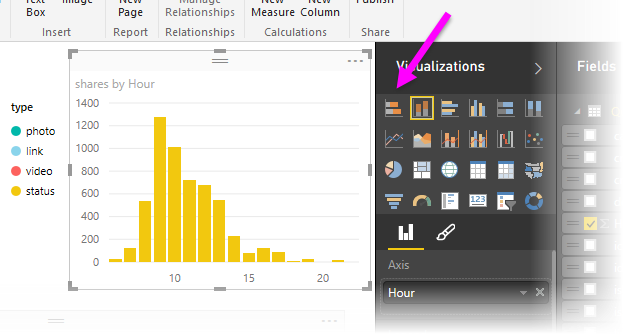 Text Image New Manage New New Publish
Box Page Relationships Measure Column
Insert Report Relationships Calculations Share
Visualizations
Fields
shares by Hour
type
photo
link
video
status
1400
1200
1000
800
600
400
200
0
10 15 20
123
Axis
Hour